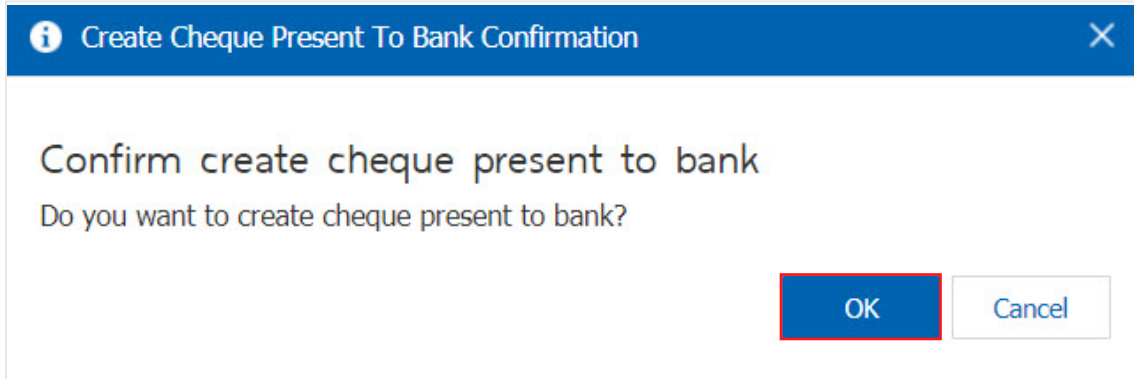 Create Cheque Present To Bank Confirmation
Confirm create cheque present to bank
Do you want to create cheque present to bank?
OK
Cancel